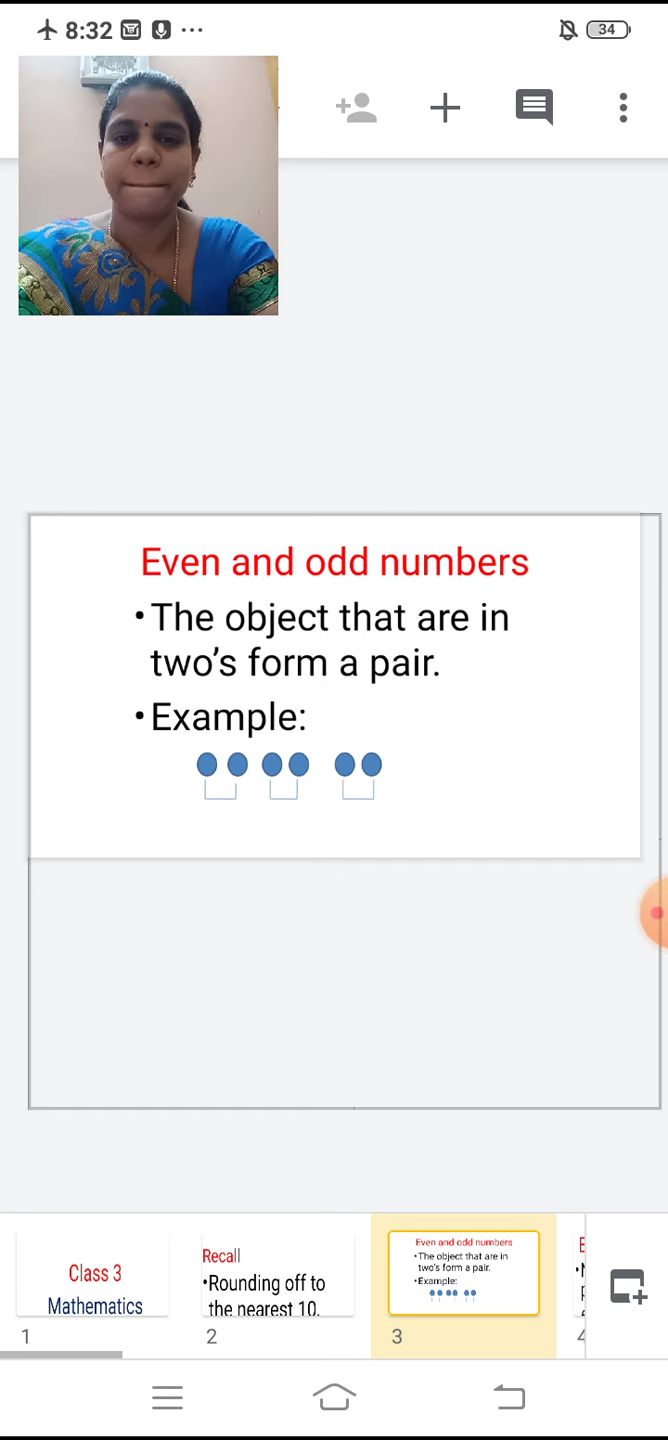 8:32
34
Even and odd numbers
•The object that are in
two's form a pair.
•Example:
Class 3
Mathematics
1
Recall
•Rounding off to
the nearest 10.
2
Even and odd numbers
•The object that are in
two's form a pair.
•Example:
3
4